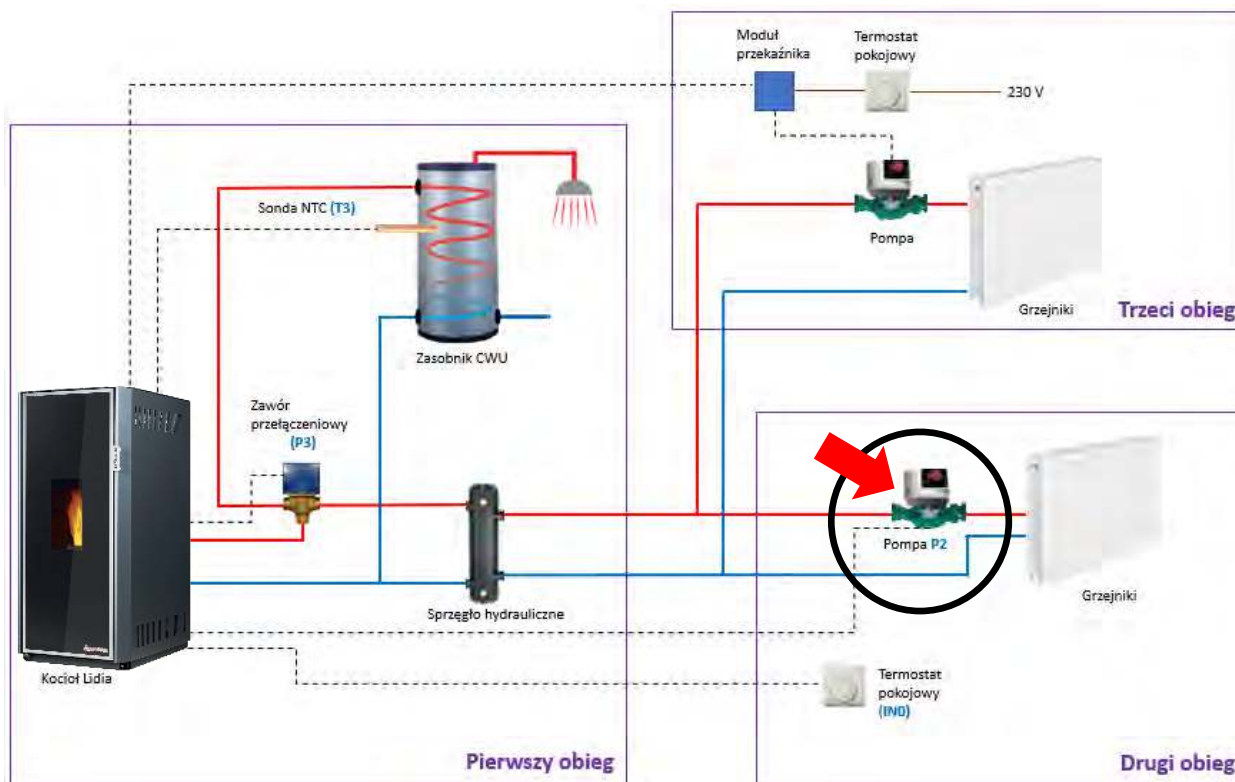 Moduł
przekaźnika
Termostat
pokojowy
230 V
Sonda NTC (T3)
Pompa
Grzejniki
Trzeci obieg
Zasobnik CWU
Zawór
przełączeniowy
(P3)
Pompa P2
Grzejniki
Sprzęgło hydrauliczne
Kocioł Lidia
Termostat
pokojowy
(IN0)
Pierwszy obieg
Drugi obieg